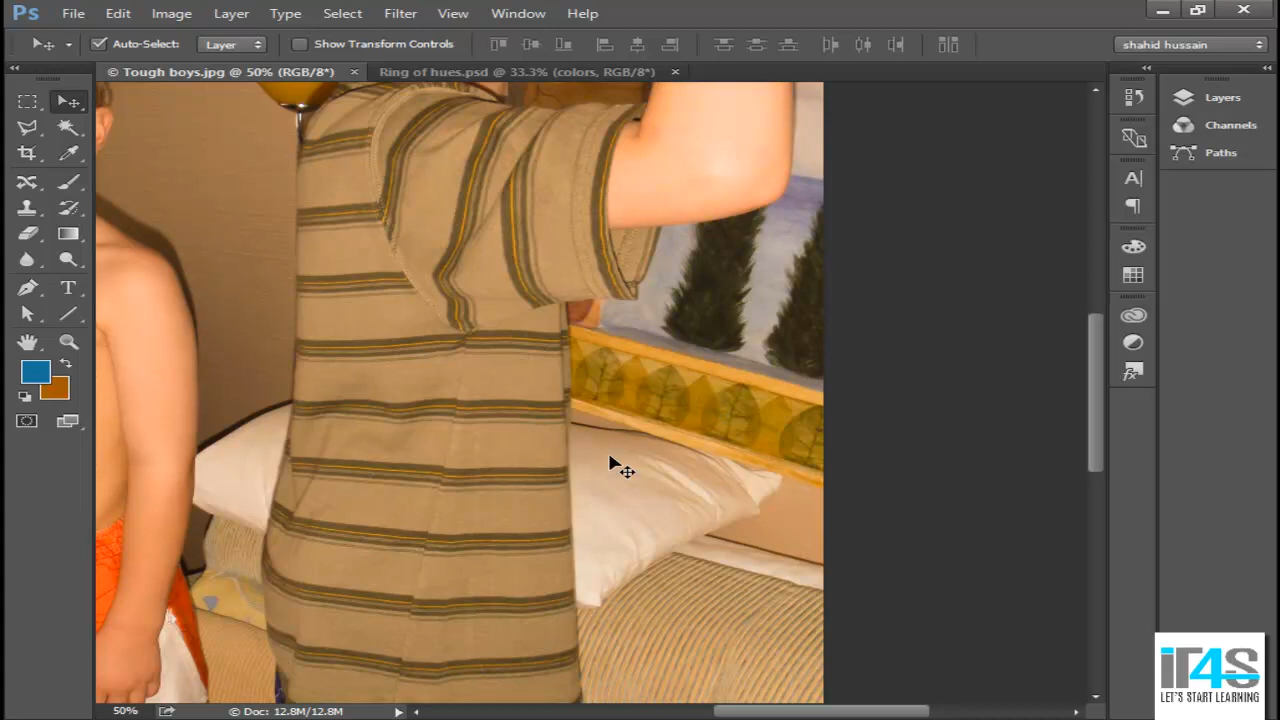 Ps File Edit Image Layer Type Select Filter View Window Help
Auto-Select: Layer Show Transform Controls shahid hussain
© Tough boys.jpg @ 50% (RGB/8*) × Ring of hues.psd @ 33.3% (colors, RGB/8*) ×
Layers
Channels
Paths
50% © Doc: 12.8M/12.8M
iT4S
LET'S START LEARNING